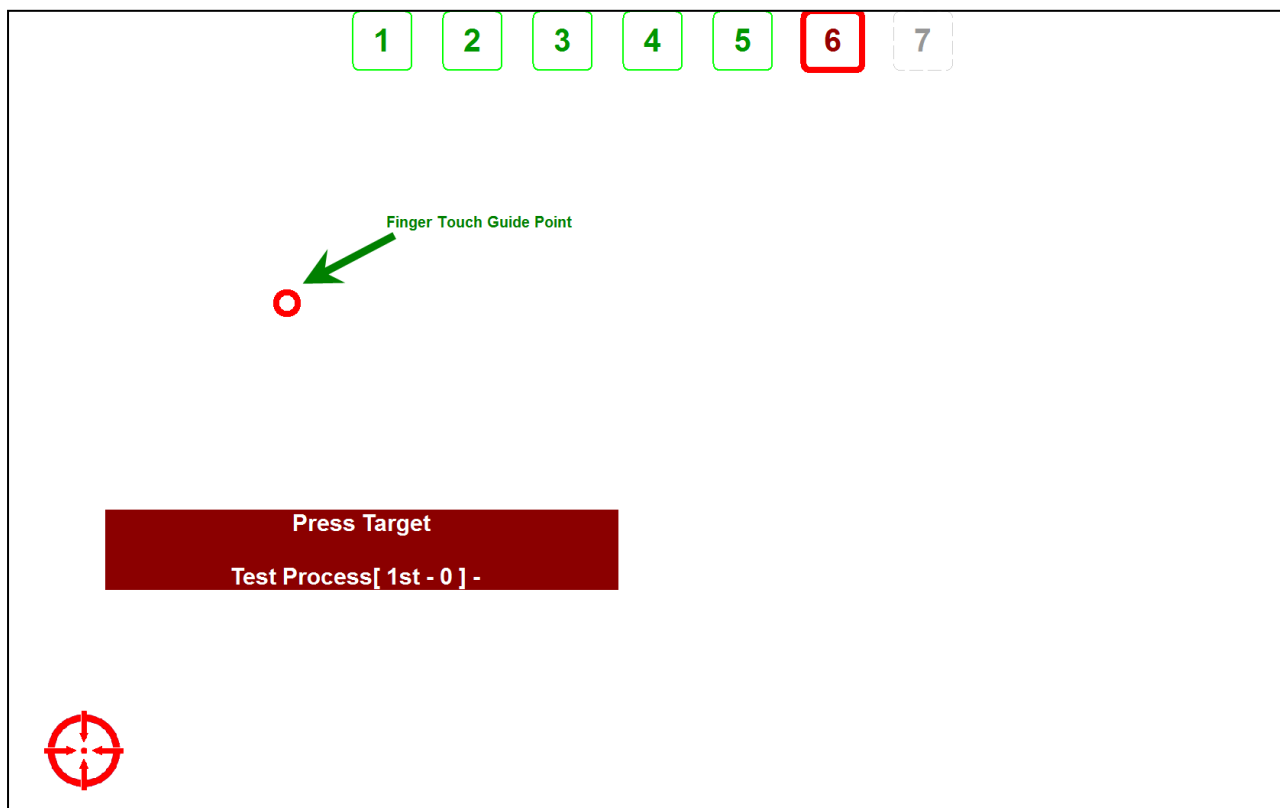 1 2 3 4 5 6 7
Finger Touch Guide Point
Press Target
Test Process[ 1st - 0 ] -